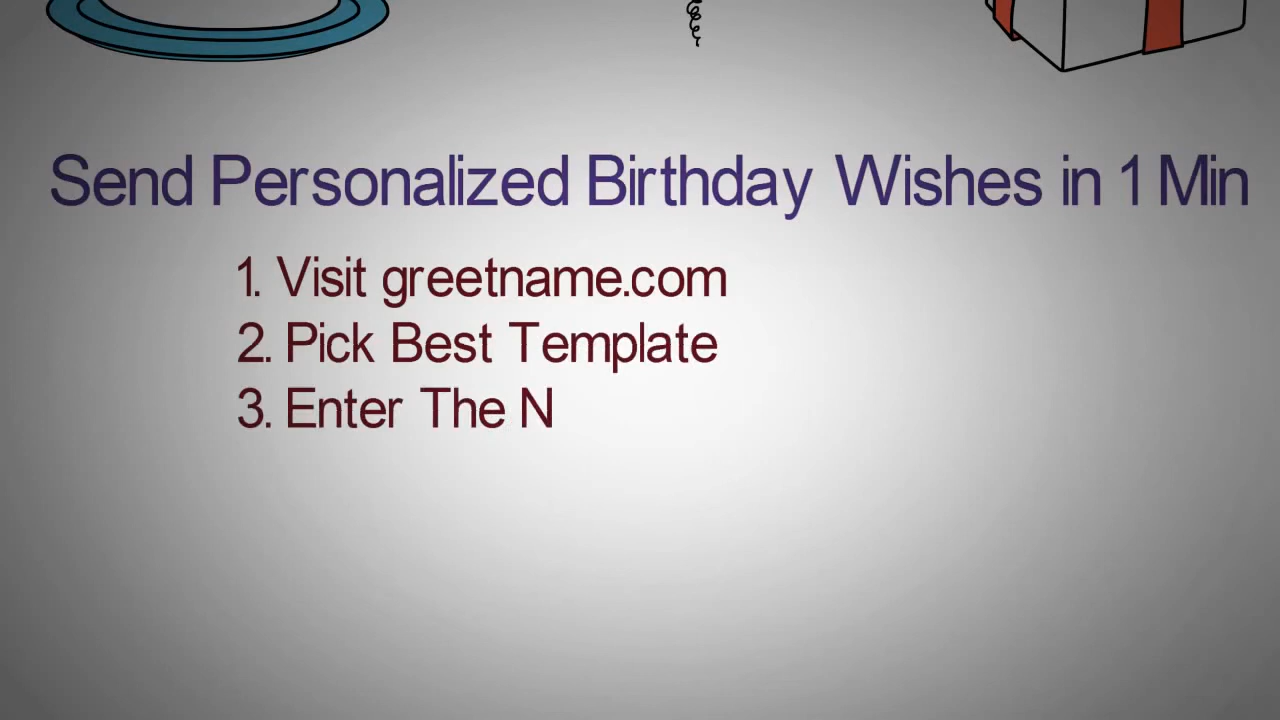 Send Personalized Birthday Wishes in 1 Min
1. Visit greetname.com
2. Pick Best Template
3. Enter The N